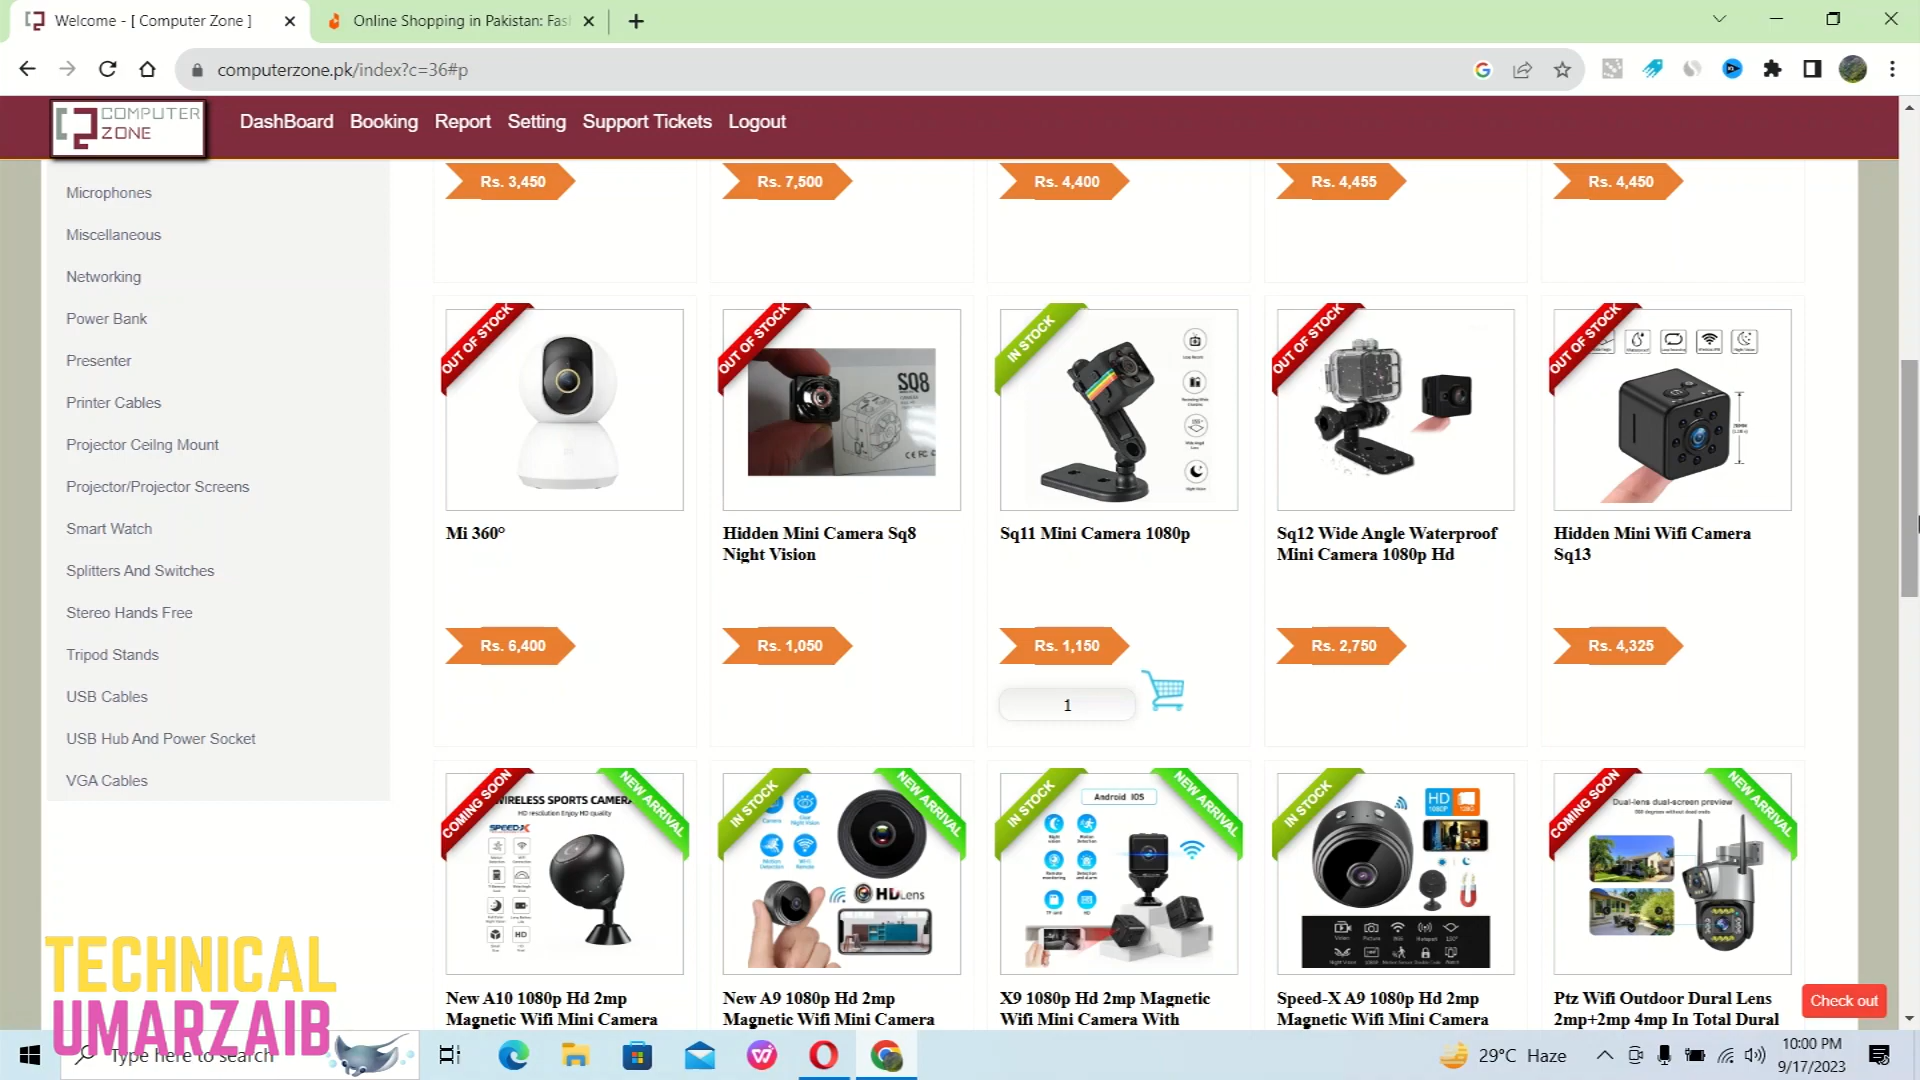 Welcome - [ Computer Zone ]
Online Shopping in Pakistan: Fas
computerzone.pk/index?c=36#p
COMPUTER
ZONE
DashBoard Booking Report Setting Support Tickets Logout
Microphones
Miscellaneous
Networking
Power Bank
Presenter
Printer Cables
Projector Ceilng Mount
Projector/Projector Screens
Smart Watch
Splitters And Switches
Stereo Hands Free
Tripod Stands
USB Cables
USB Hub And Power Socket
VGA Cables
Rs. 3,450
Rs. 7,500
Rs. 4,400
Rs. 4,455
Rs. 4,450
OUT OF STOCK
Mi 360°
Rs. 6,400
OUT OF STOCK
SQ8
Hidden Mini Camera Sq8
Night Vision
Rs. 1,050
IN STOCK
Sq11 Mini Camera 1080p
Rs. 1,150
1
OUT OF STOCK
Sq12 Wide Angle Waterproof
Mini Camera 1080p Hd
Rs. 2,750
OUT OF STOCK
Hidden Mini Wifi Camera
Sq13
Rs. 4,325
COMING SOON
NEW ARRIVAL
WIRELESS SPORTS CAMERA
HD resolution Enjoy HD quality
SPEEDX
HD
New A10 1080p Hd 2mp
Magnetic Wifi Mini Camera
IN STOCK
NEW ARRIVAL
HD Lens
New A9 1080p Hd 2mp
Magnetic Wifi Mini Camera
IN STOCK
NEW ARRIVAL
Android IOS
X9 1080p Hd 2mp Magnetic
Wifi Mini Camera With
IN STOCK
HD
1080P
Speed-X A9 1080p Hd 2mp
Magnetic Wifi Mini Camera
COMING SOON
NEW ARRIVAL
Dual-lens dual-screen preview
Ptz Wifi Outdoor Dural Lens
2mp+2mp 4mp In Total Dural
Check out
TECHNICAL
UMARZAIB
Type here to search
29°C Haze
10:00 PM
9/17/2023